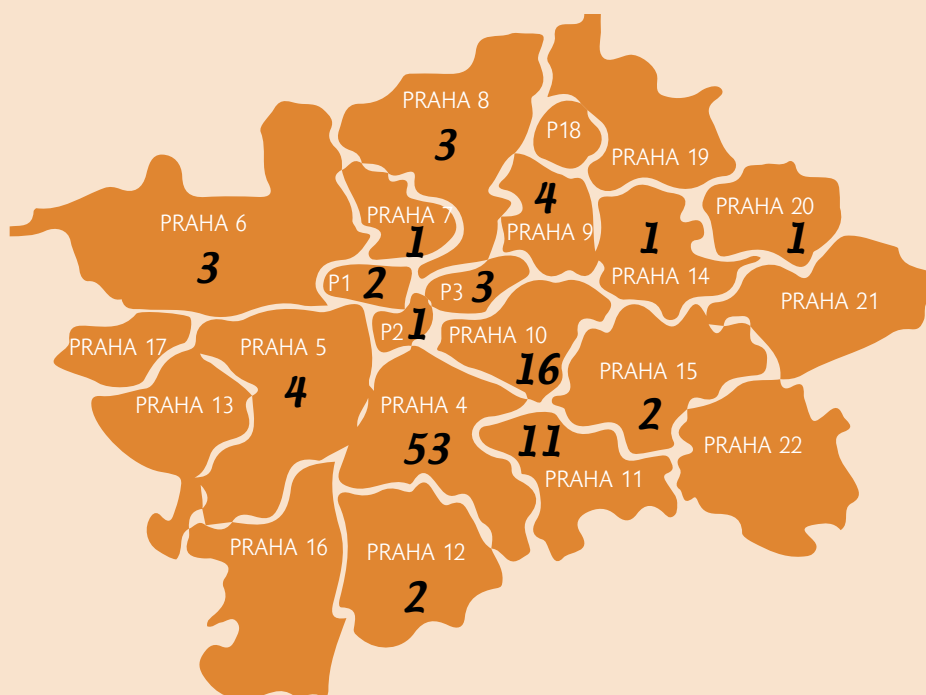 PRAHA 8
3
P18
PRAHA 19
4
PRAHA 9
PRAHA 20
1
PRAHA 6
3
PRAHA 7
1
1
PRAHA 14
P1 2
P3 3
PRAHA 21
P2 1
PRAHA 10
16
PRAHA 17
PRAHA 5
4
PRAHA 15
2
PRAHA 13
PRAHA 4
53
11
PRAHA 11
PRAHA 22
PRAHA 16
PRAHA 12
2